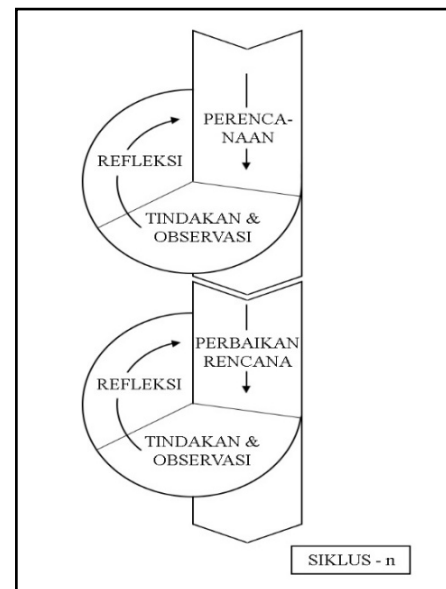 PERENCA-
NAAN
REFLEKSI
TINDAKAN &
OBSERVASI
PERBAIKAN
RENCANA
REFLEKSI
TINDAKAN &
OBSERVASI
SIKLUS - n